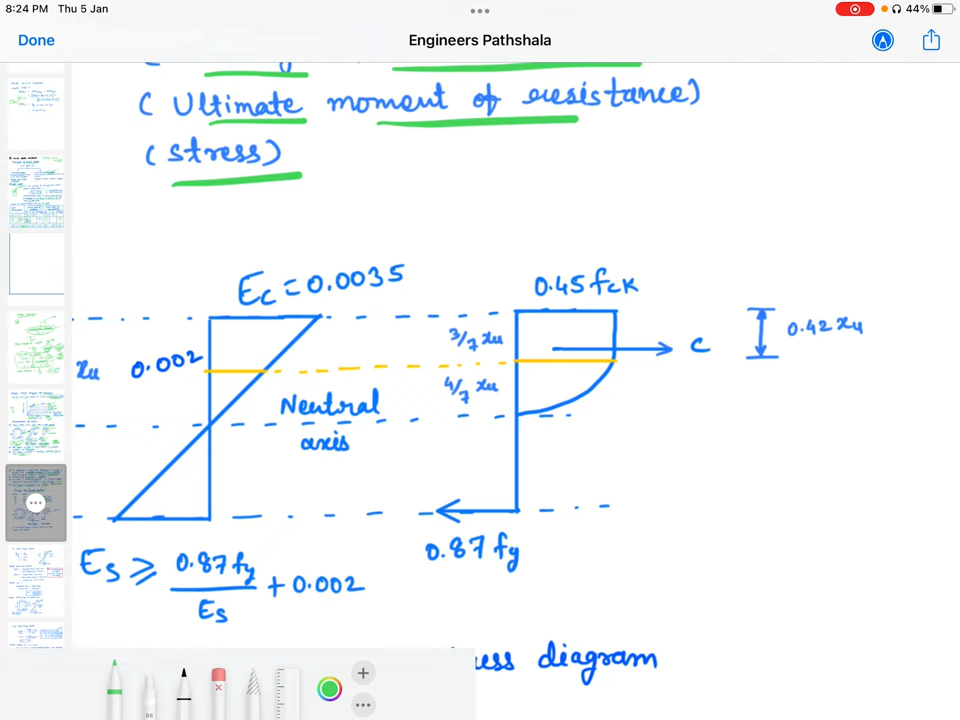 8:24 PM Thu 5 Jan
44%
Done
Engineers Pathshala
( Ultimate moment of resistance)
(stress)
Ec = 0.0035
0.45 fck
3/7 xu
0.42 xu
C
xu
0.002
4/7 xu
Neutral
axis
0.87 fy
Es ⩾ 0.87 fy / Es + 0.002
ess diagram